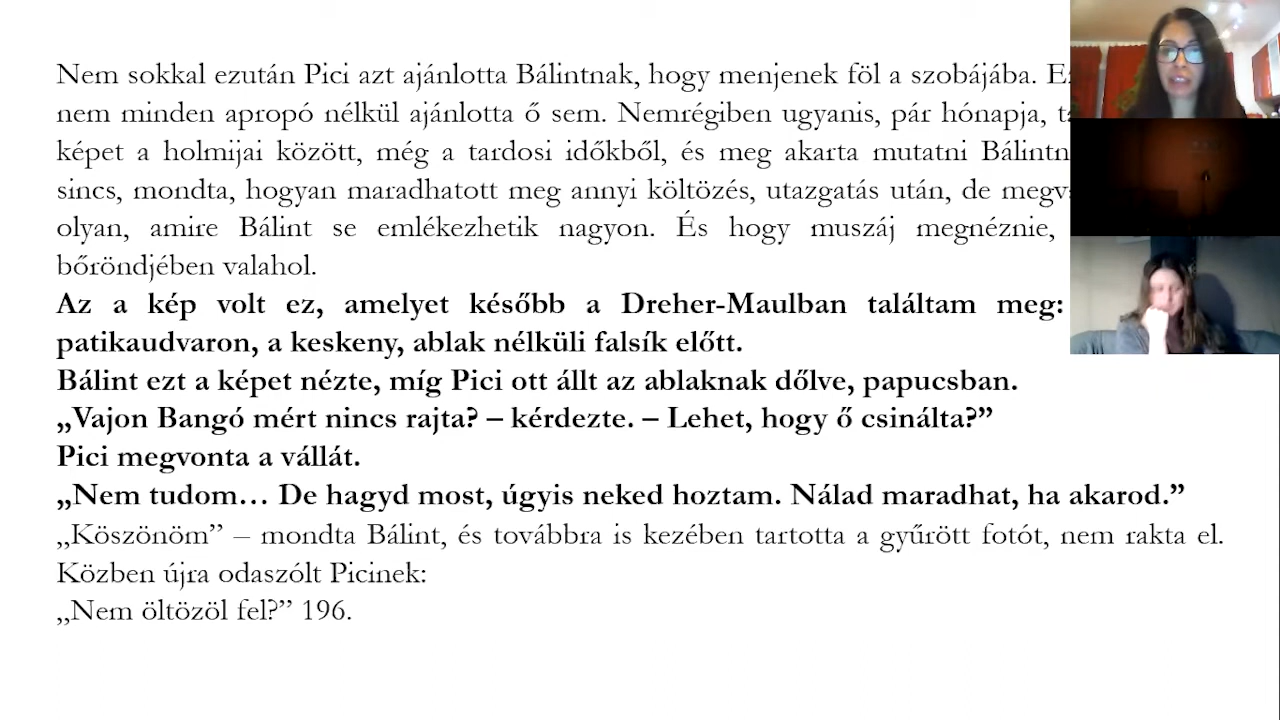 Nem sokkal ezután Pici azt ajánlotta Bálintnak, hogy menjenek föl a szobájába.
nem minden apropó nélkül ajánlotta ő sem. Nemrégiben ugyanis, pár hónapja,
képet a holmijai között, még a tardosi időkből, és meg akarta mutatni
sincs, mondta, hogyan maradhatott meg annyi költözés, utazgatás után, de
olyan, amire Bálint se emlékezhetik nagyon. És hogy muszáj megnéznie,
bőröndjében valahol.
Az a kép volt ez, amelyet később a Dreher-Maulban találtam meg:
patikaudvaron, a keskeny, ablak nélküli falsík előtt.
Bálint ezt a képet nézte, míg Pici ott állt az ablaknak dőlve, papucsban.
„Vajon Bangó mért nincs rajta? – kérdezte. – Lehet, hogy ő csinálta?”
Pici megvonta a vállát.
„Nem tudom… De hagyd most, úgyis neked hoztam. Nálad maradhat, ha akarod.”
„Köszönöm” – mondta Bálint, és továbbra is kezében tartotta a gyűrött fotót, nem rakta el.
Közben újra odaszólt Picinek:
„Nem öltözöl fel?” 196.